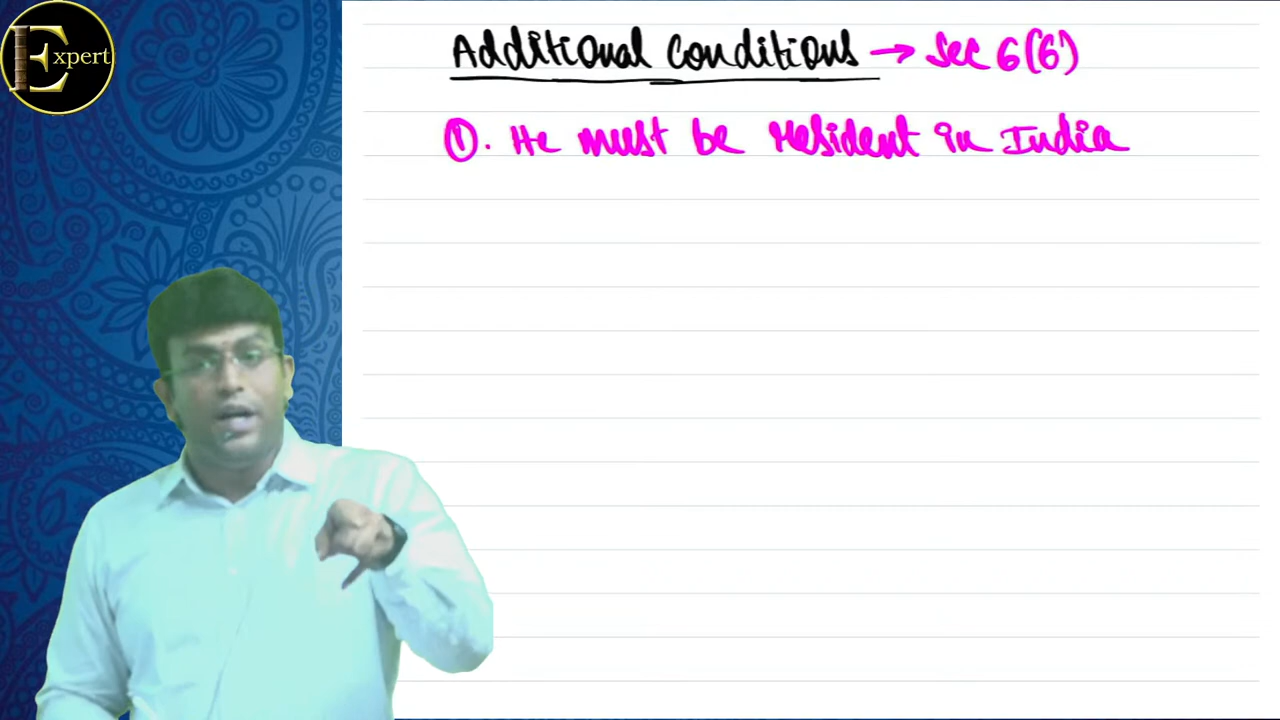 Expert
Additional conditions → Sec 6(6)
①. He must be Resident in India